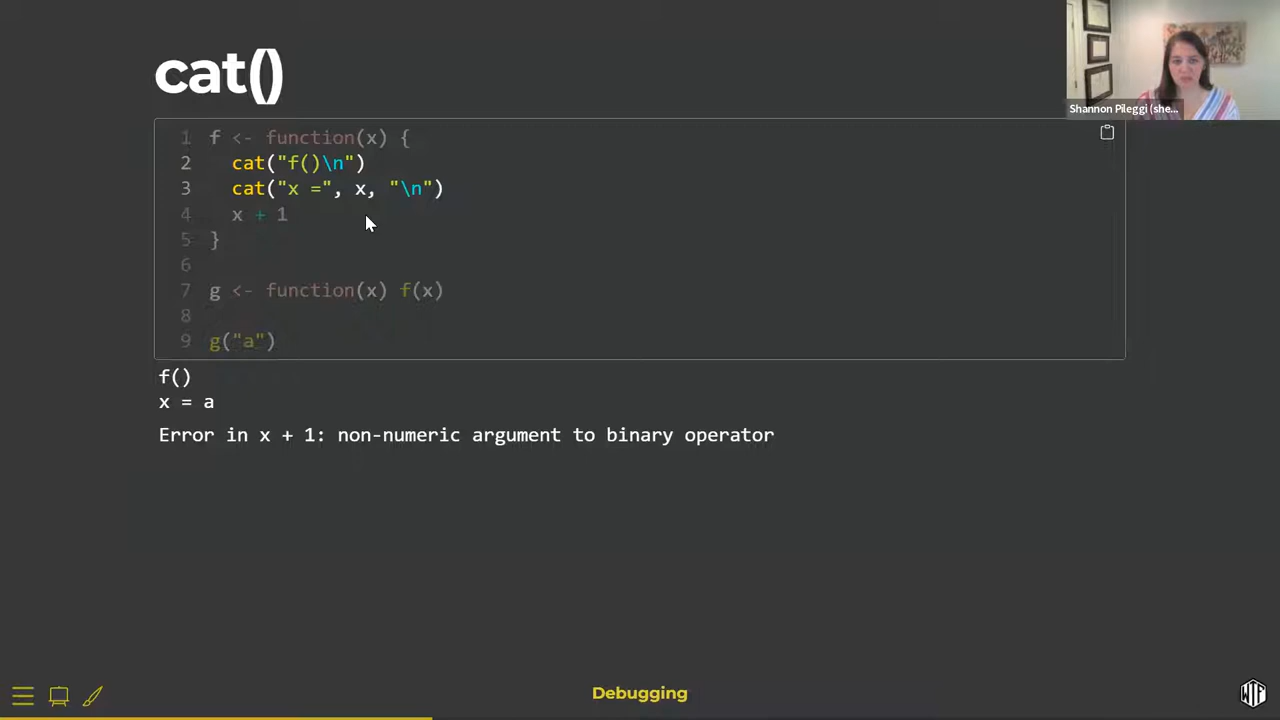 cat()
Shannon Pileggi (she...
1 f <- function(x) {
2 cat("f()\n")
3 cat("x =", x, "\n")
4 x + 1
5 }
6
7 g <- function(x) f(x)
8
9 g("a")
f()
x = a
Error in x + 1: non-numeric argument to binary operator
Debugging
WTF